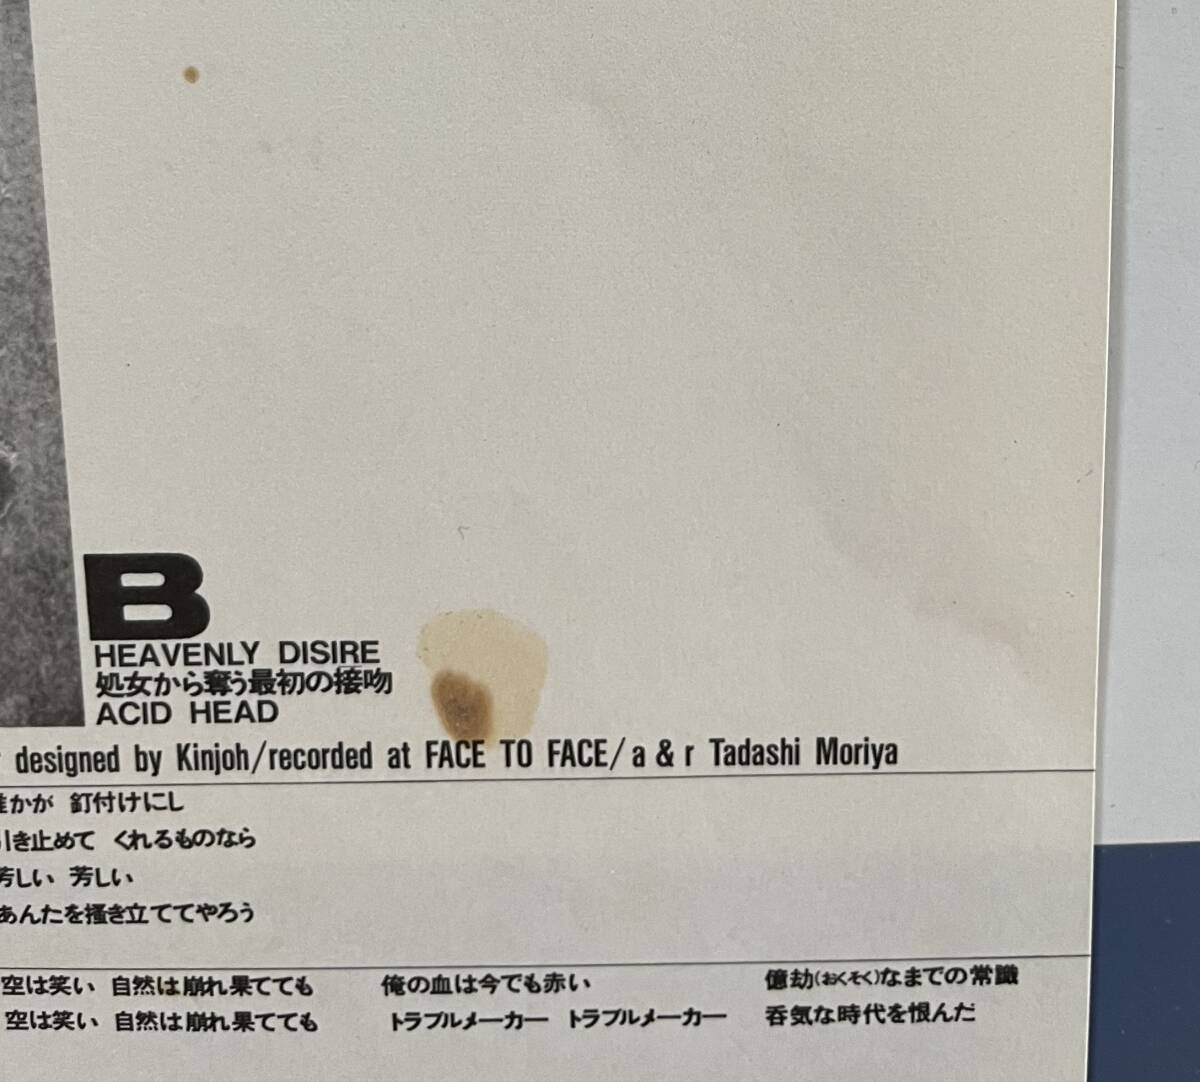 B
HEAVENLY DISIRE
処女から奪う最初の接吻
ACID HEAD
designed by Kinjoh/recorded at FACE TO FACE/a & r Tadashi Moriya
誰かが 釘付けにし
引き止めて くれるものなら
芳しい 芳しい
あんたを掻き立ててやろう
空は笑い 自然は崩れ果てても 俺の血は今でも赤い 億劫(おくそく)なまでの常識
空は笑い 自然は崩れ果てても トラブルメーカー トラブルメーカー 呑気な時代を恨んだ